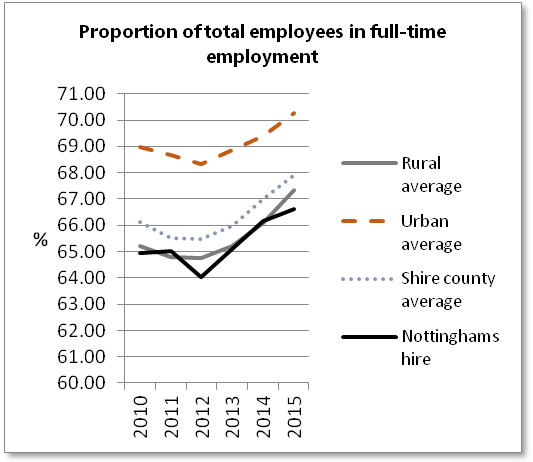 Proportion of total employees in full-time
employment
71.00
70.00
69.00
68.00
67.00
66.00
65.00
64.00
63.00
62.00
61.00
60.00
%
2010
2011
2012
2013
2014
2015
Rural
average
Urban
average
Shire county
average
Nottinghams
hire